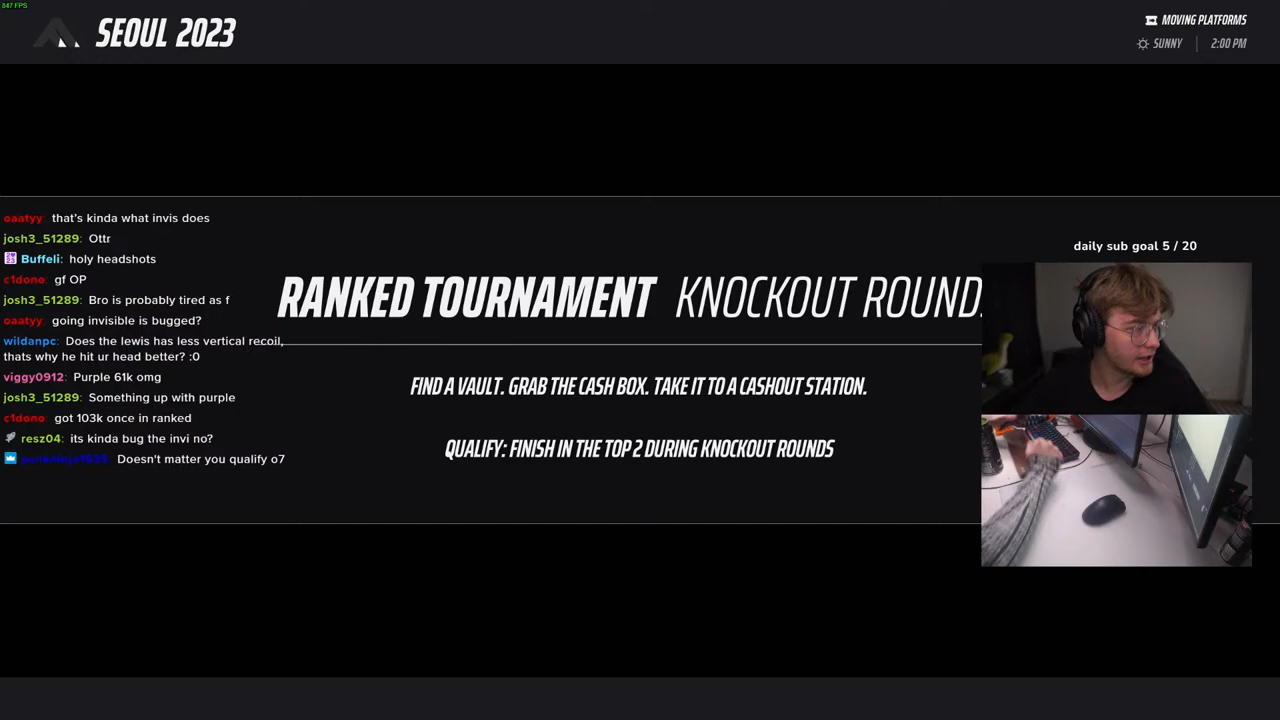 847 FPS
SEOUL 2023
MOVING PLATFORMS
SUNNY
2:00 PM
oaatyy: that's kinda what invis does
josh3_51289: Ottr
Buffeli: holy headshots
c1dono: gf OP
josh3_51289: Bro is probably tired as f
oaatyy: going invisible is bugged?
wildanpc: Does the lewis has less vertical recoil,
thats why he hit ur head better? :0
viggy0912: Purple 61k omg
josh3_51289: Something up with purple
c1dono: got 103k once in ranked
resz04: its kinda bug the invi no?
Doesn't matter you qualify o7
RANKED TOURNAMENT KNOCKOUT ROUND
FIND A VAULT. GRAB THE CASH BOX. TAKE IT TO A CASHOUT STATION.
QUALIFY: FINISH IN THE TOP 2 DURING KNOCKOUT ROUNDS
daily sub goal 5 / 20